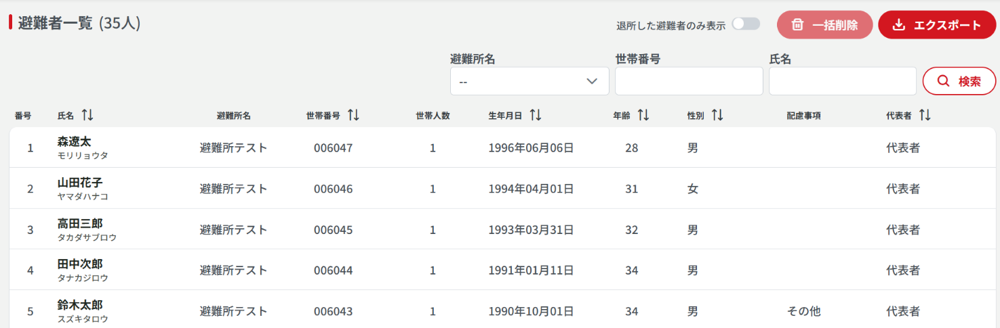 避難者一覧 (35人)
退所した避難者のみ表示
一括削除
エクスポート
避難所名 世帯番号 氏名
--
検索
番号 氏名 避難所名 世帯番号 世帯人数 生年月日 年齢 性別 配慮事項 代表者
1 森遼太 避難所テスト 006047 1 1996年06月06日 28 男 代表者
モリリョウタ
2 山田花子 避難所テスト 006046 1 1994年04月01日 31 女 代表者
ヤマダハナコ
3 高田三郎 避難所テスト 006045 1 1993年03月31日 32 男 代表者
タカダサブロウ
4 田中次郎 避難所テスト 006044 1 1991年01月11日 34 男 代表者
タナカジロウ
5 鈴木太郎 避難所テスト 006043 1 1990年10月01日 34 男 その他 代表者
スズキタロウ